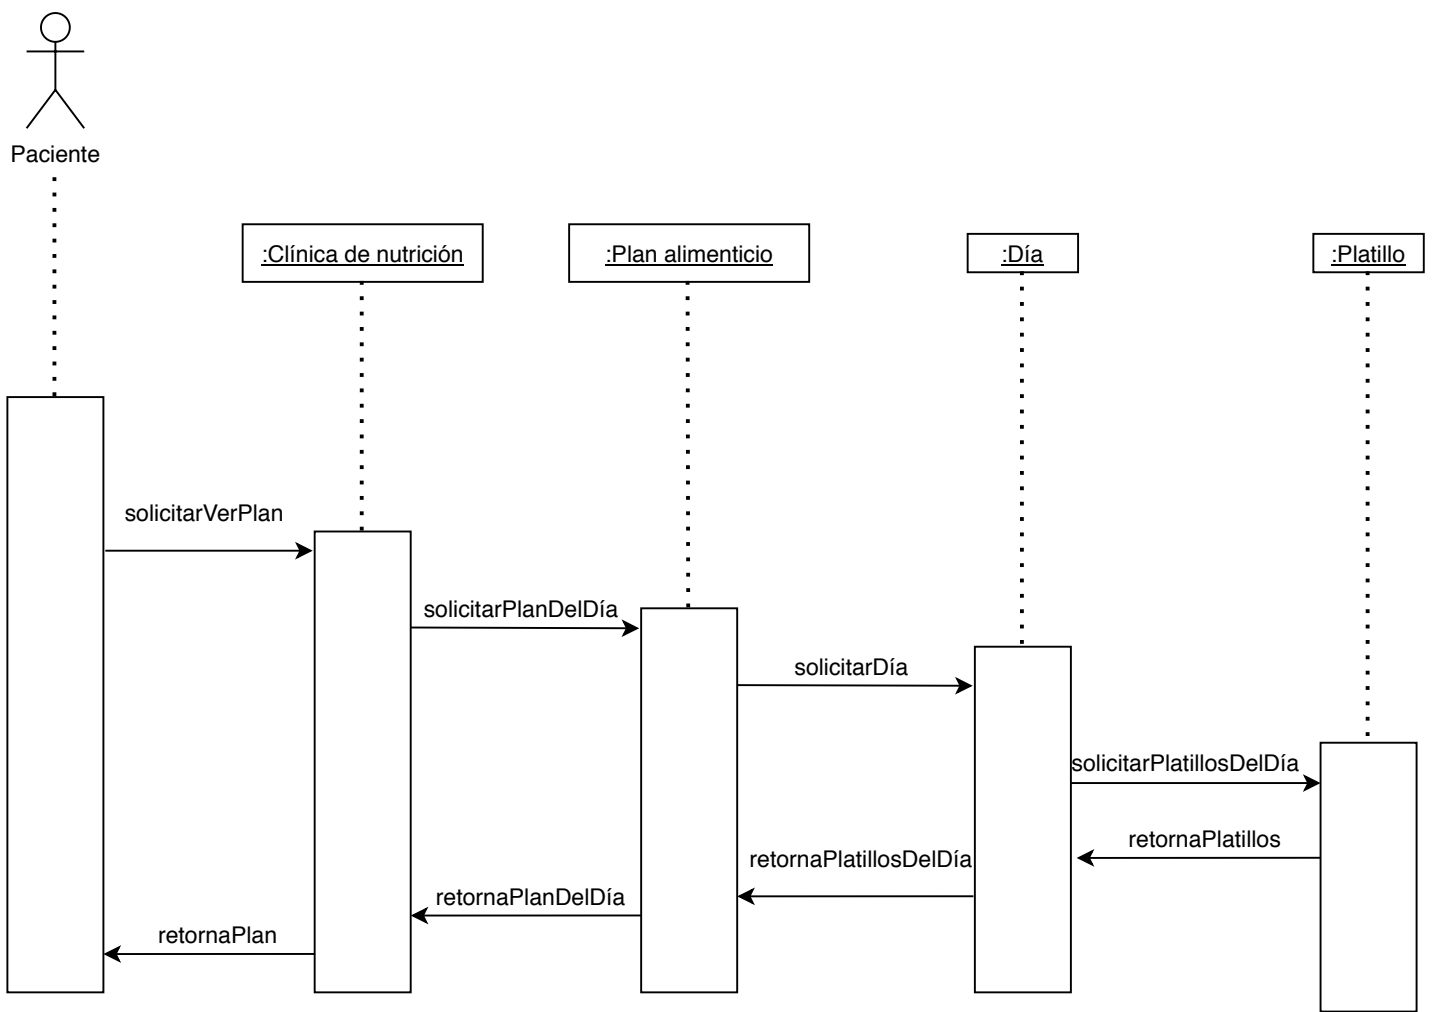 Paciente
:Clínica de nutrición
:Plan alimenticio
:Día
:Platillo
solicitarVerPlan
solicitarPlanDelDía
solicitarDía
solicitarPlatillosDelDía
retornaPlatillos
retornaPlatillosDelDía
retornaPlanDelDía
retornaPlan